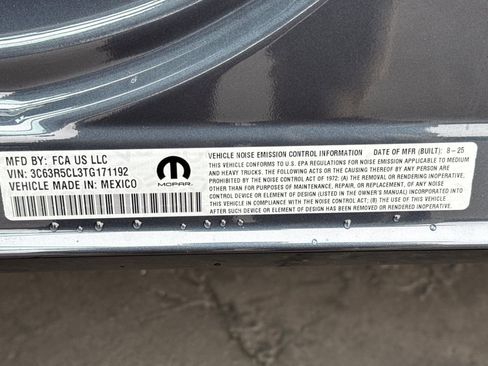 MFD BY: FCA US LLC
VIN: 3C63R5CL3TG171192
VEHICLE MADE IN: MEXICO
MOPAR
VEHICLE NOISE EMISSION CONTROL INFORMATION DATE OF MFR (BUILT): 8-25
THIS VEHICLE CONFORMS TO U.S. EPA REGULATIONS FOR NOISE EMISSION APPLICABLE TO MEDIUM
AND HEAVY TRUCKS. THE FOLLOWING ACTS OR THE CAUSING THEREOF BY ANY PERSON ARE
PROHIBITED BY THE NOISE CONTROL ACT OF 1972: (A) THE REMOVAL OR RENDERING INOPERATIVE,
OTHER THAN FOR PURPOSES OF MAINTENANCE, REPAIR, OR REPLACEMENT, OF ANY NOISE
CONTROL DEVICE OR ELEMENT OF DESIGN (LISTED IN THE OWNER'S MANUAL) INCORPORATED INTO
THIS VEHICLE IN COMPLIANCE WITH THE NOISE CONTROL ACT; (B) THE USE OF THIS VEHICLE
AFTER SUCH DEVICE OR ELEMENT OF DESIGN HAS BEEN REMOVED OR RENDERED INOPERATIVE.